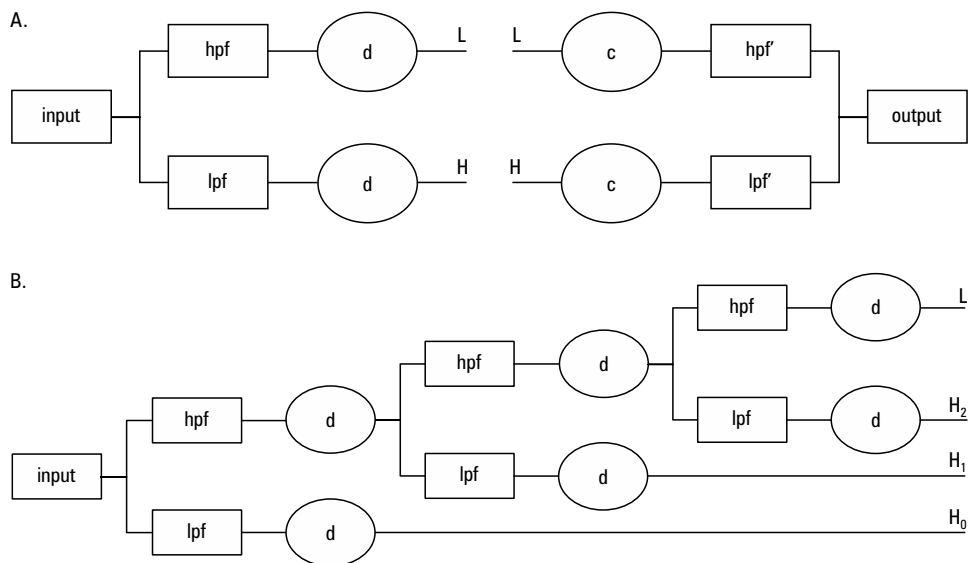 A.
hpf d L L c hpf’
input output
lpf d H H c lpf’
B.
hpf d L
hpf d
lpf d H2
hpf d
lpf d H1
input
lpf d H0